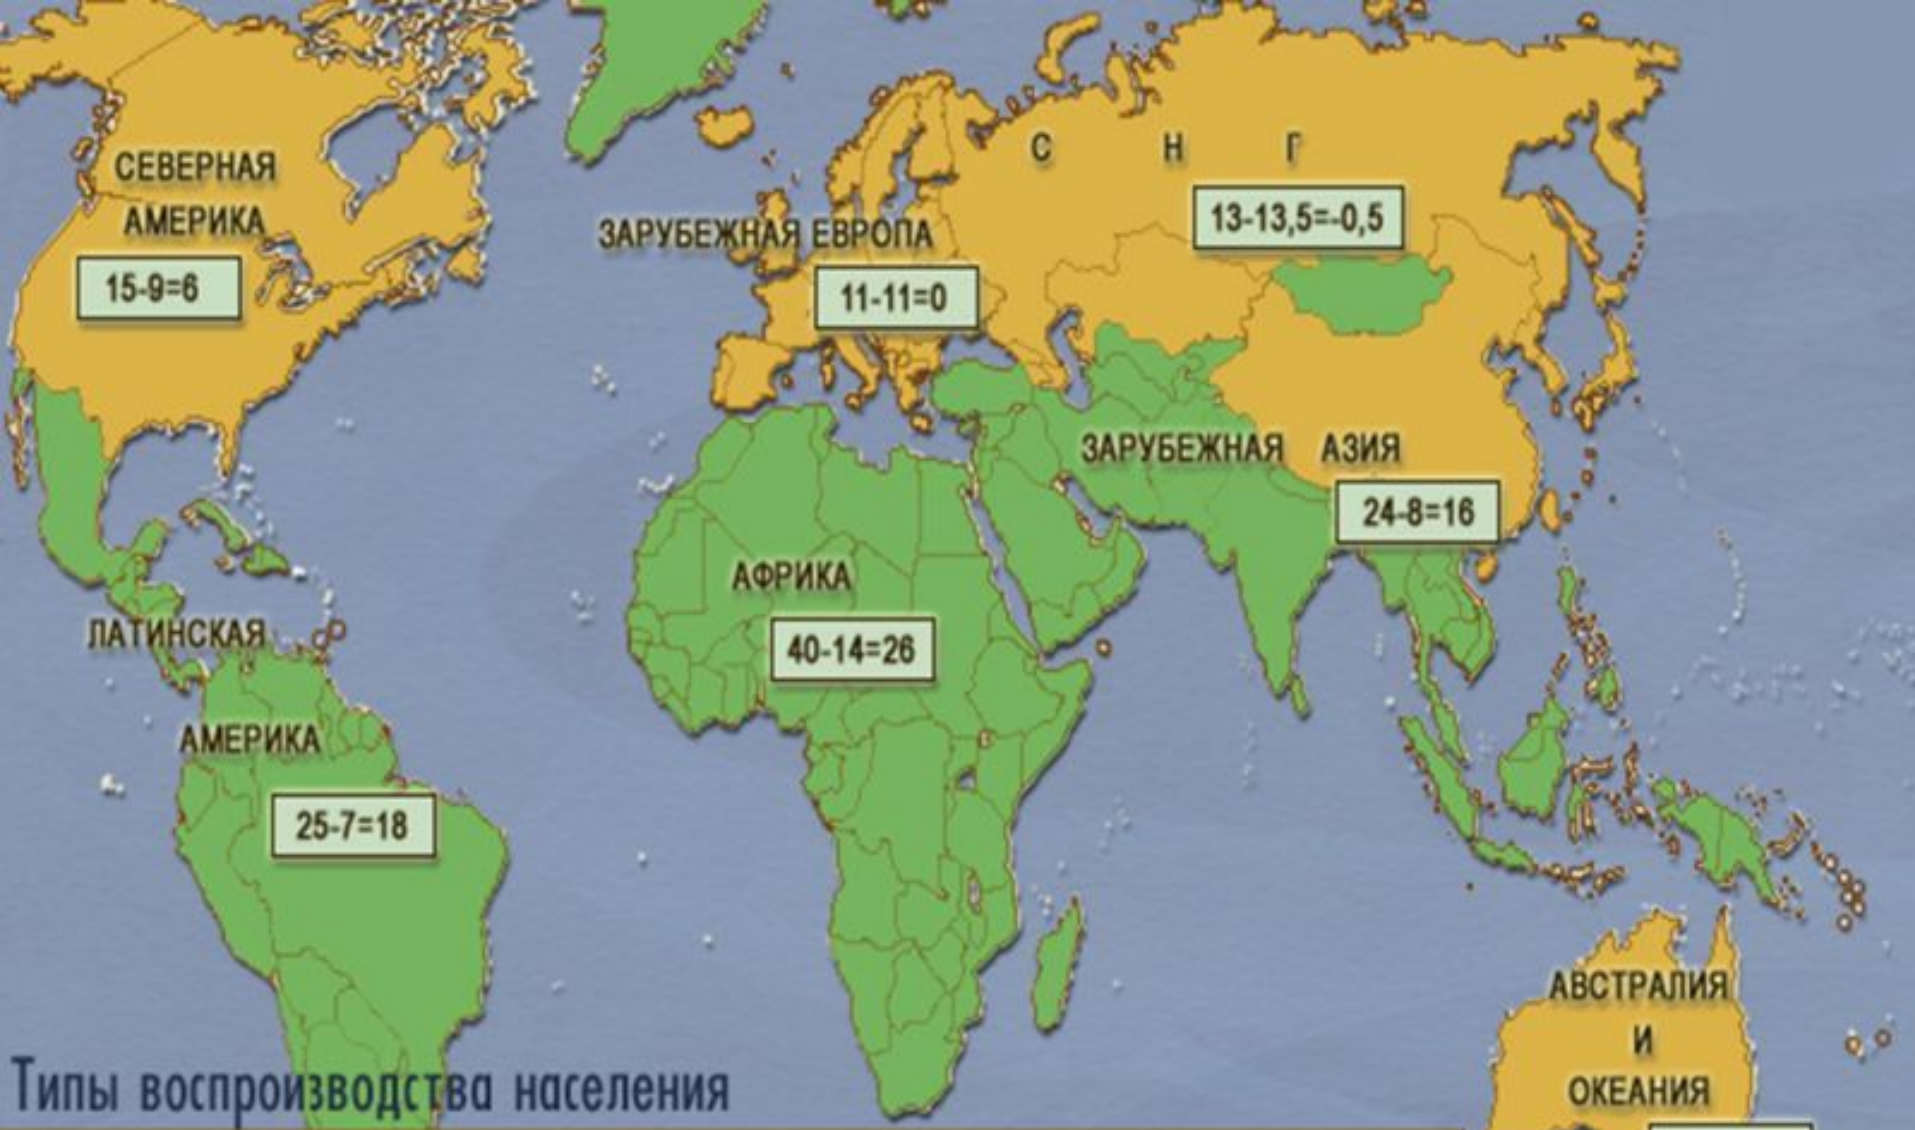 СЕВЕРНАЯ
АМЕРИКА
15-9=6
С Н Г
13-13,5=-0,5
ЗАРУБЕЖНАЯ ЕВРОПА
11-11=0
ЗАРУБЕЖНАЯ АЗИЯ
24-8=16
АФРИКА
40-14=26
ЛАТИНСКАЯ
АМЕРИКА
25-7=18
АВСТРАЛИЯ
И
ОКЕАНИЯ
Типы воспроизводства населения